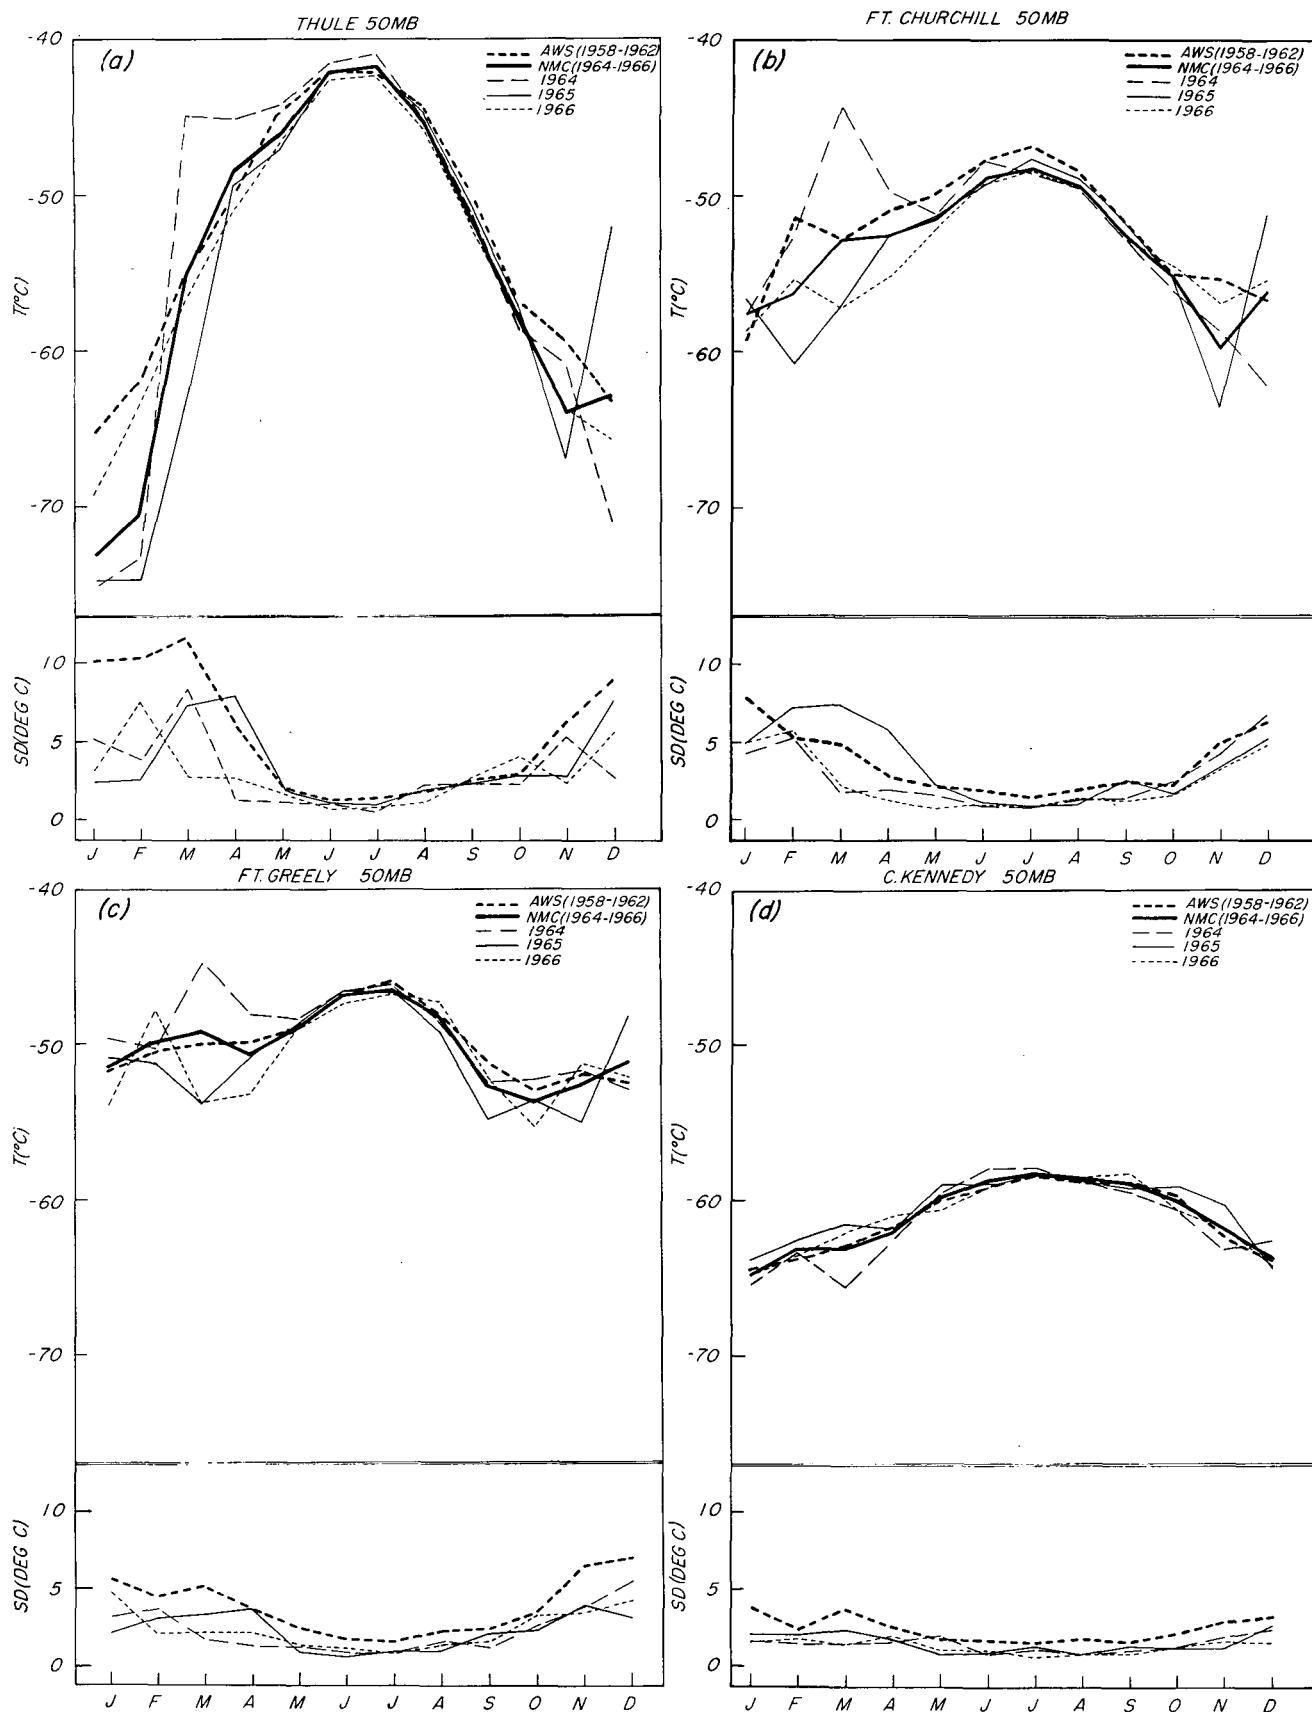 THULE 50MB
(a)
AWS(1958-1962)
NMC(1964-1966)
1964
1965
1966
-40
-50
-60
-70
T(°C)
10
5
0
SD(DEG C)
J F M A M J J A S O N D
FT. CHURCHILL 50MB
(b)
AWS(1958-1962)
NMC(1964-1966)
1964
1965
1966
-40
-50
-60
-70
T(°C)
10
5
0
SD(DEG C)
J F M A M J J A S O N D
FT. GREELY 50MB
(c)
AWS(1958-1962)
NMC(1964-1966)
1964
1965
1966
-40
-50
-60
-70
T(°C)
10
5
0
SD(DEG C)
J F M A M J J A S O N D
C.KENNEDY 50MB
(d)
AWS(1958-1962)
NMC(1964-1966)
1964
1965
1966
-40
-50
-60
-70
T(°C)
10
5
0
SD(DEG C)
J F M A M J J A S O N D